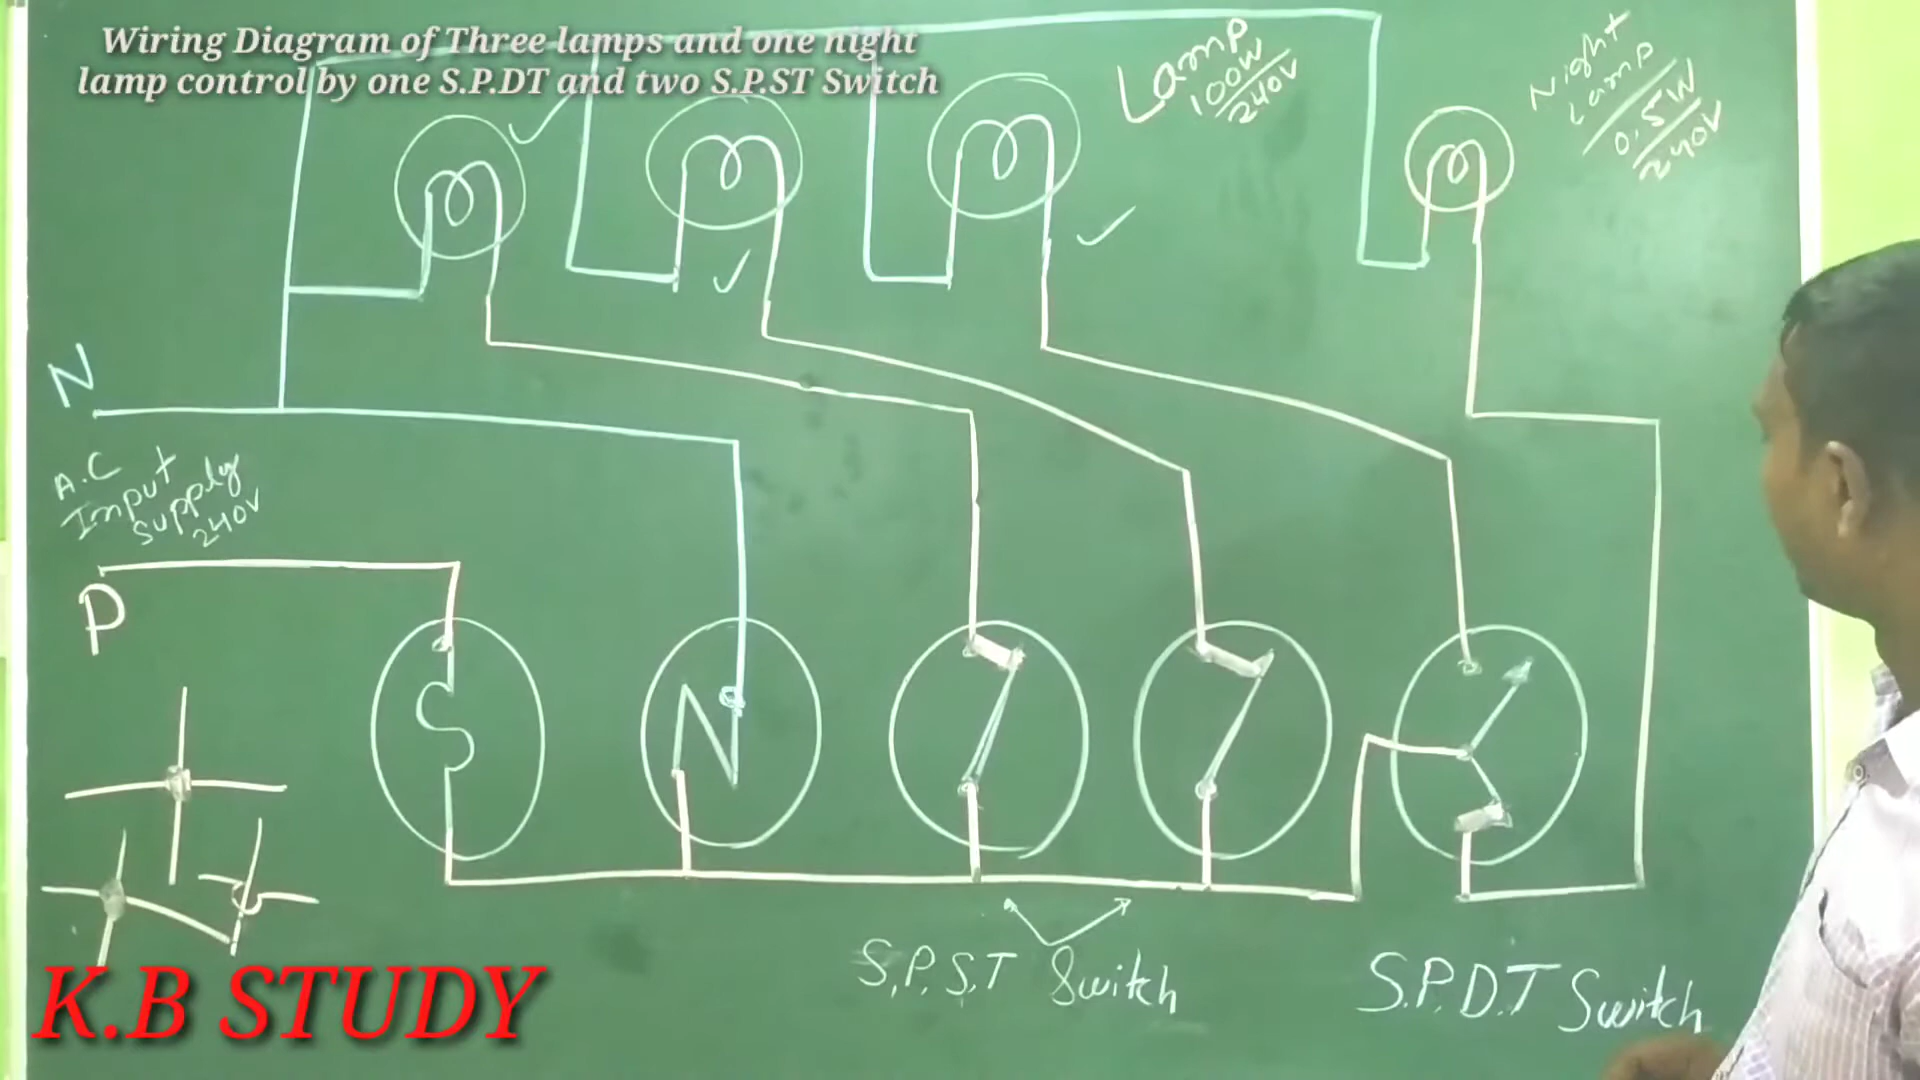 Wiring Diagram of Three lamps and one night
lamp control by one S.P.DT and two S.P.ST Switch
Lamp
100W
240V
Night
Lamp
0.5W
240V
N
A.C
Input
Supply
240V
P
S
N
S.P.S.T Switch
S.P.D.T Switch
K.B STUDY